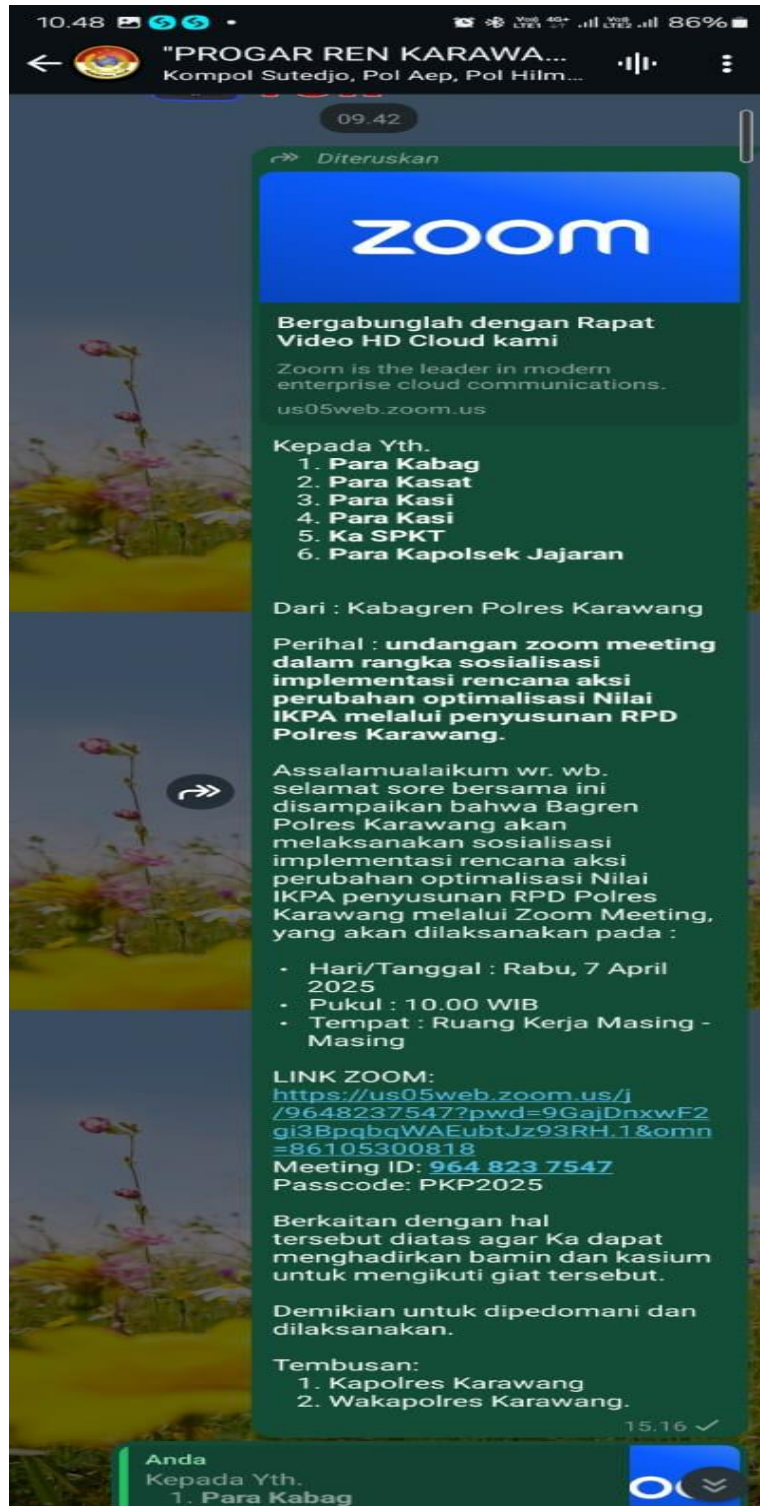 10.48
86%
"PROGAR REN KARAWA...
Kompol Sutedjo, Pol Aep, Pol Hilm...
09.42
Diteruskan
zoom
Bergabunglah dengan Rapat
Video HD Cloud kami
Zoom is the leader in modern
enterprise cloud communications.
us05web.zoom.us
Kepada Yth.
1. Para Kabag
2. Para Kasat
3. Para Kasi
4. Para Kasi
5. Ka SPKT
6. Para Kapolsek Jajaran
Dari : Kabagren Polres Karawang
Perihal : undangan zoom meeting
dalam rangka sosialisasi
implementasi rencana aksi
perubahan optimalisasi Nilai
IKPA melalui penyusunan RPD
Polres Karawang.
Assalamualaikum wr. wb.
selamat sore bersama ini
disampaikan bahwa Bagren
Polres Karawang akan
melaksanakan sosialisasi
implementasi rencana aksi
perubahan optimalisasi Nilai
IKPA penyusunan RPD Polres
Karawang melalui Zoom Meeting,
yang akan dilaksanakan pada :
• Hari/Tanggal : Rabu, 7 April
2025
• Pukul : 10.00 WIB
• Tempat : Ruang Kerja Masing -
Masing
LINK ZOOM:
https://us05web.zoom.us/j
/9648237547?pwd=9GajDnxwF2
gi3BpqbqWAEubtJz93RH.1&omn
=86105300818
Meeting ID: 964 823 7547
Passcode: PKP2025
Berkaitan dengan hal
tersebut diatas agar Ka dapat
menghadirkan bamin dan kasium
untuk mengikuti giat tersebut.
Demikian untuk dipedomani dan
dilaksanakan.
Tembusan:
1. Kapolres Karawang
2. Wakapolres Karawang.
15.16
Anda
Kepada Yth.
1. Para Kabag